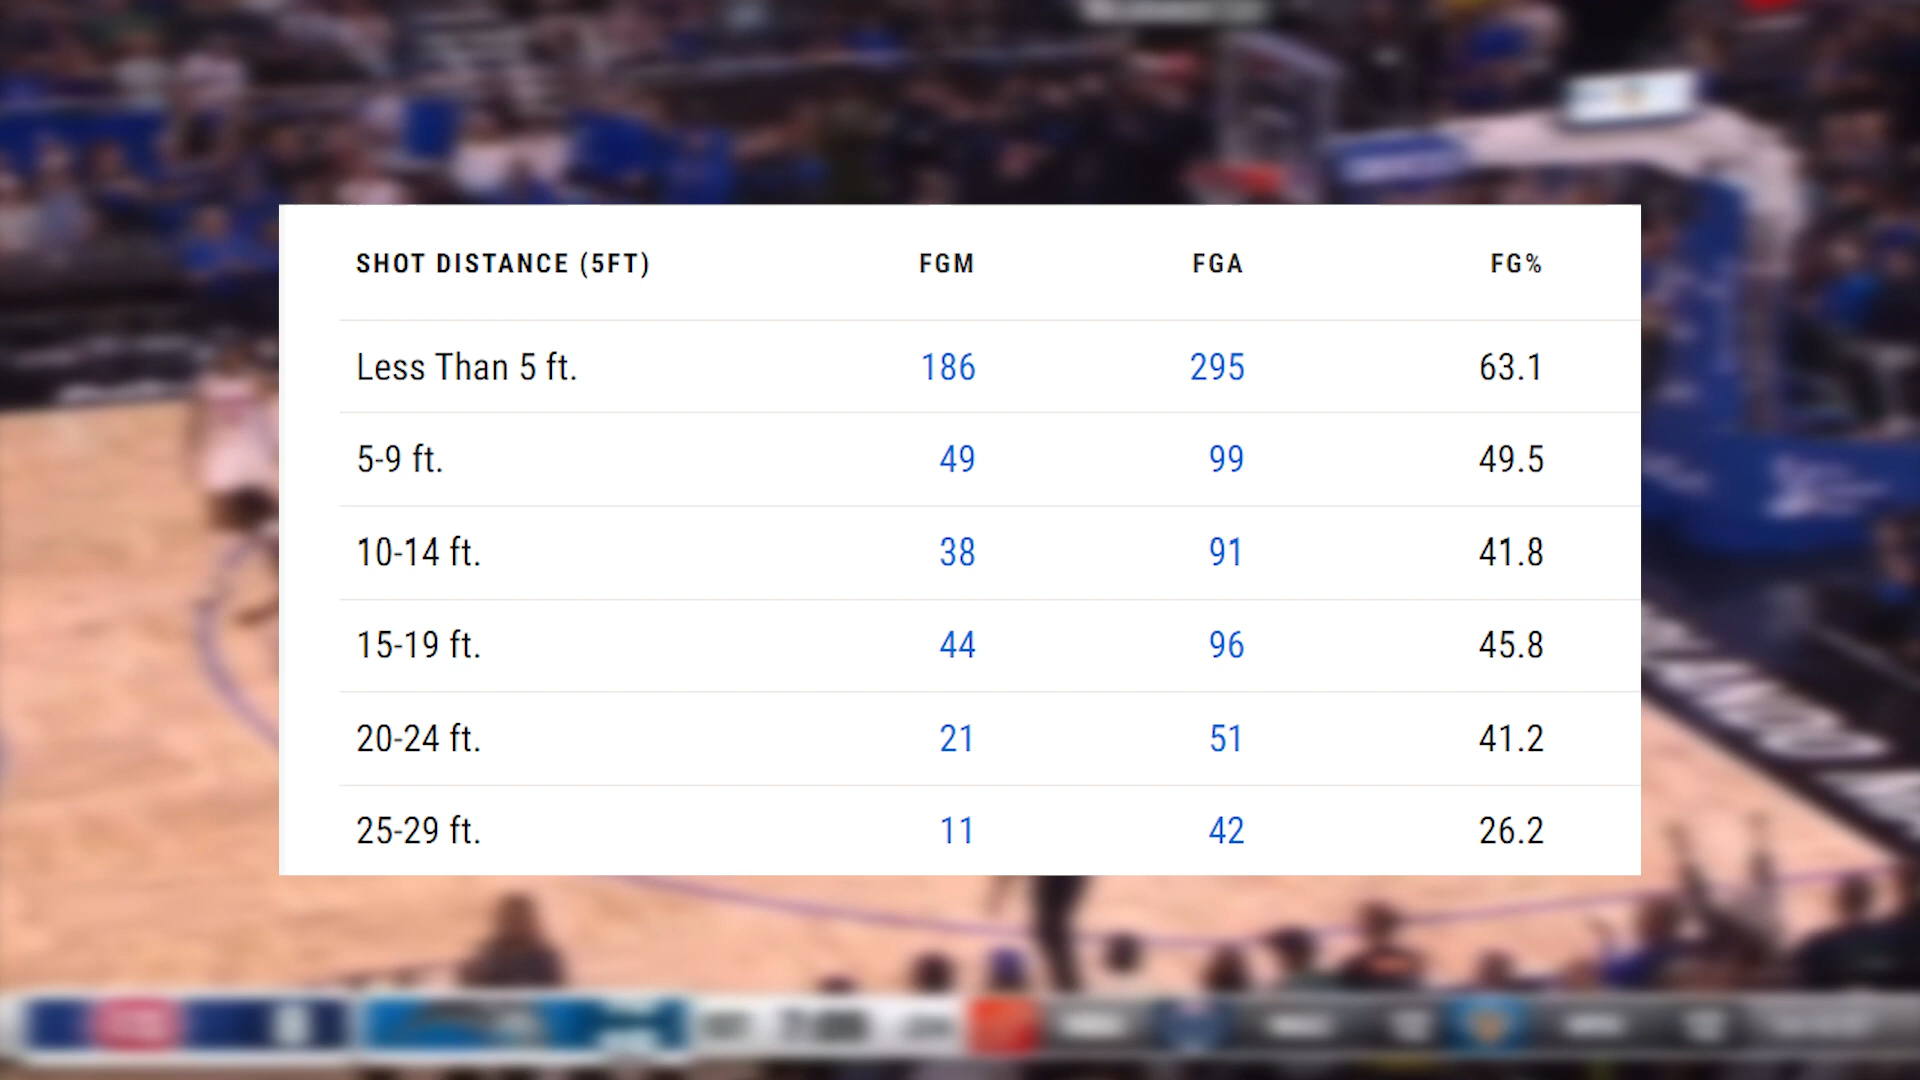 SHOT DISTANCE (5FT) FGM FGA FG%
Less Than 5 ft. 186 295 63.1
5-9 ft. 49 99 49.5
10-14 ft. 38 91 41.8
15-19 ft. 44 96 45.8
20-24 ft. 21 51 41.2
25-29 ft. 11 42 26.2